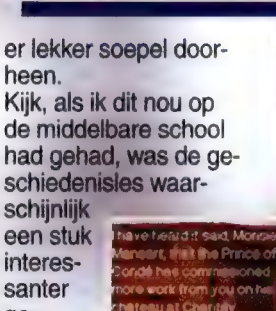 er lekker soepel door-
heen.
Kijk, als ik dit nou op
de middelbare school
had gehad, was de ge-
schiedenisles waar-
schijnlijk
een stuk
interes-
santer
I have heard it said, Monsie
Mansart, that the Prince of
Condé has commissioned
more work from you on his
chateau at Chantilly